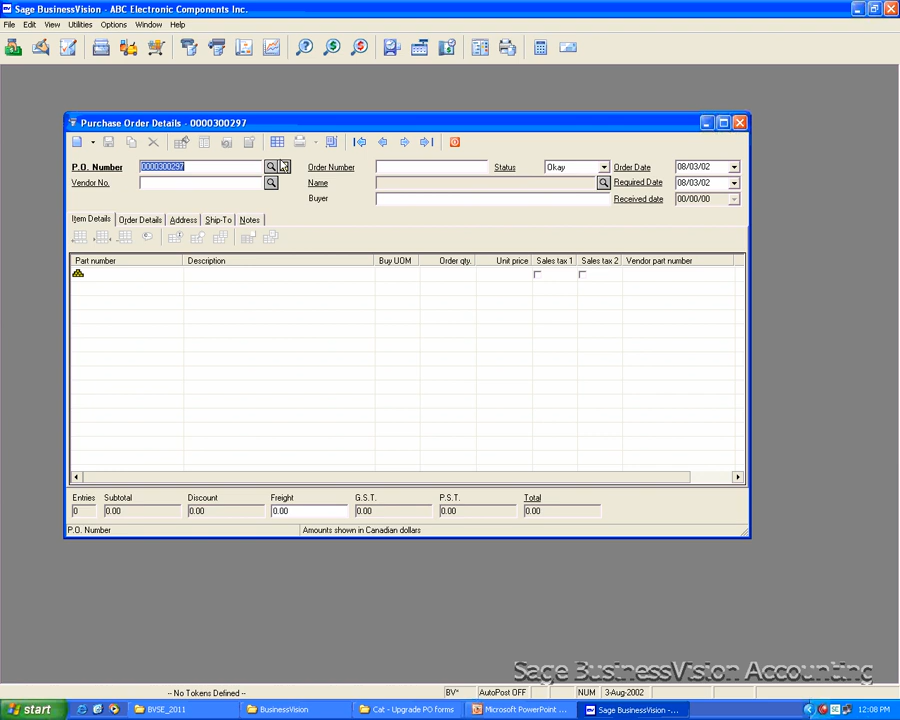 Sage BusinessVision - ABC Electronic Components Inc.
File Edit View Utilities Options Window Help
Purchase Order Details - 0000300297
P.O. Number 0000300297 Order Number Status Okay Order Date 08/03/02
Vendor No. Name Required Date 08/03/02
Buyer Received date 00/00/00
Item Details Order Details Address Ship-To Notes
Part number Description Buy UOM Order qty. Unit price Sales tax 1 Sales tax 2 Vendor part number
Entries Subtotal Discount Freight G.S.T. P.S.T. Total
0 0.00 0.00 0.00 0.00 0.00 0.00
P.O. Number Amounts shown in Canadian dollars
Sage BusinessVision Accounting
-- No Tokens Defined -- BV* AutoPost OFF NUM 3-Aug-2002
start BVSE_2011 BusinessVision Cat - Upgrade PO forms Microsoft PowerPoint ... Sage BusinessVision -... 12:08 PM